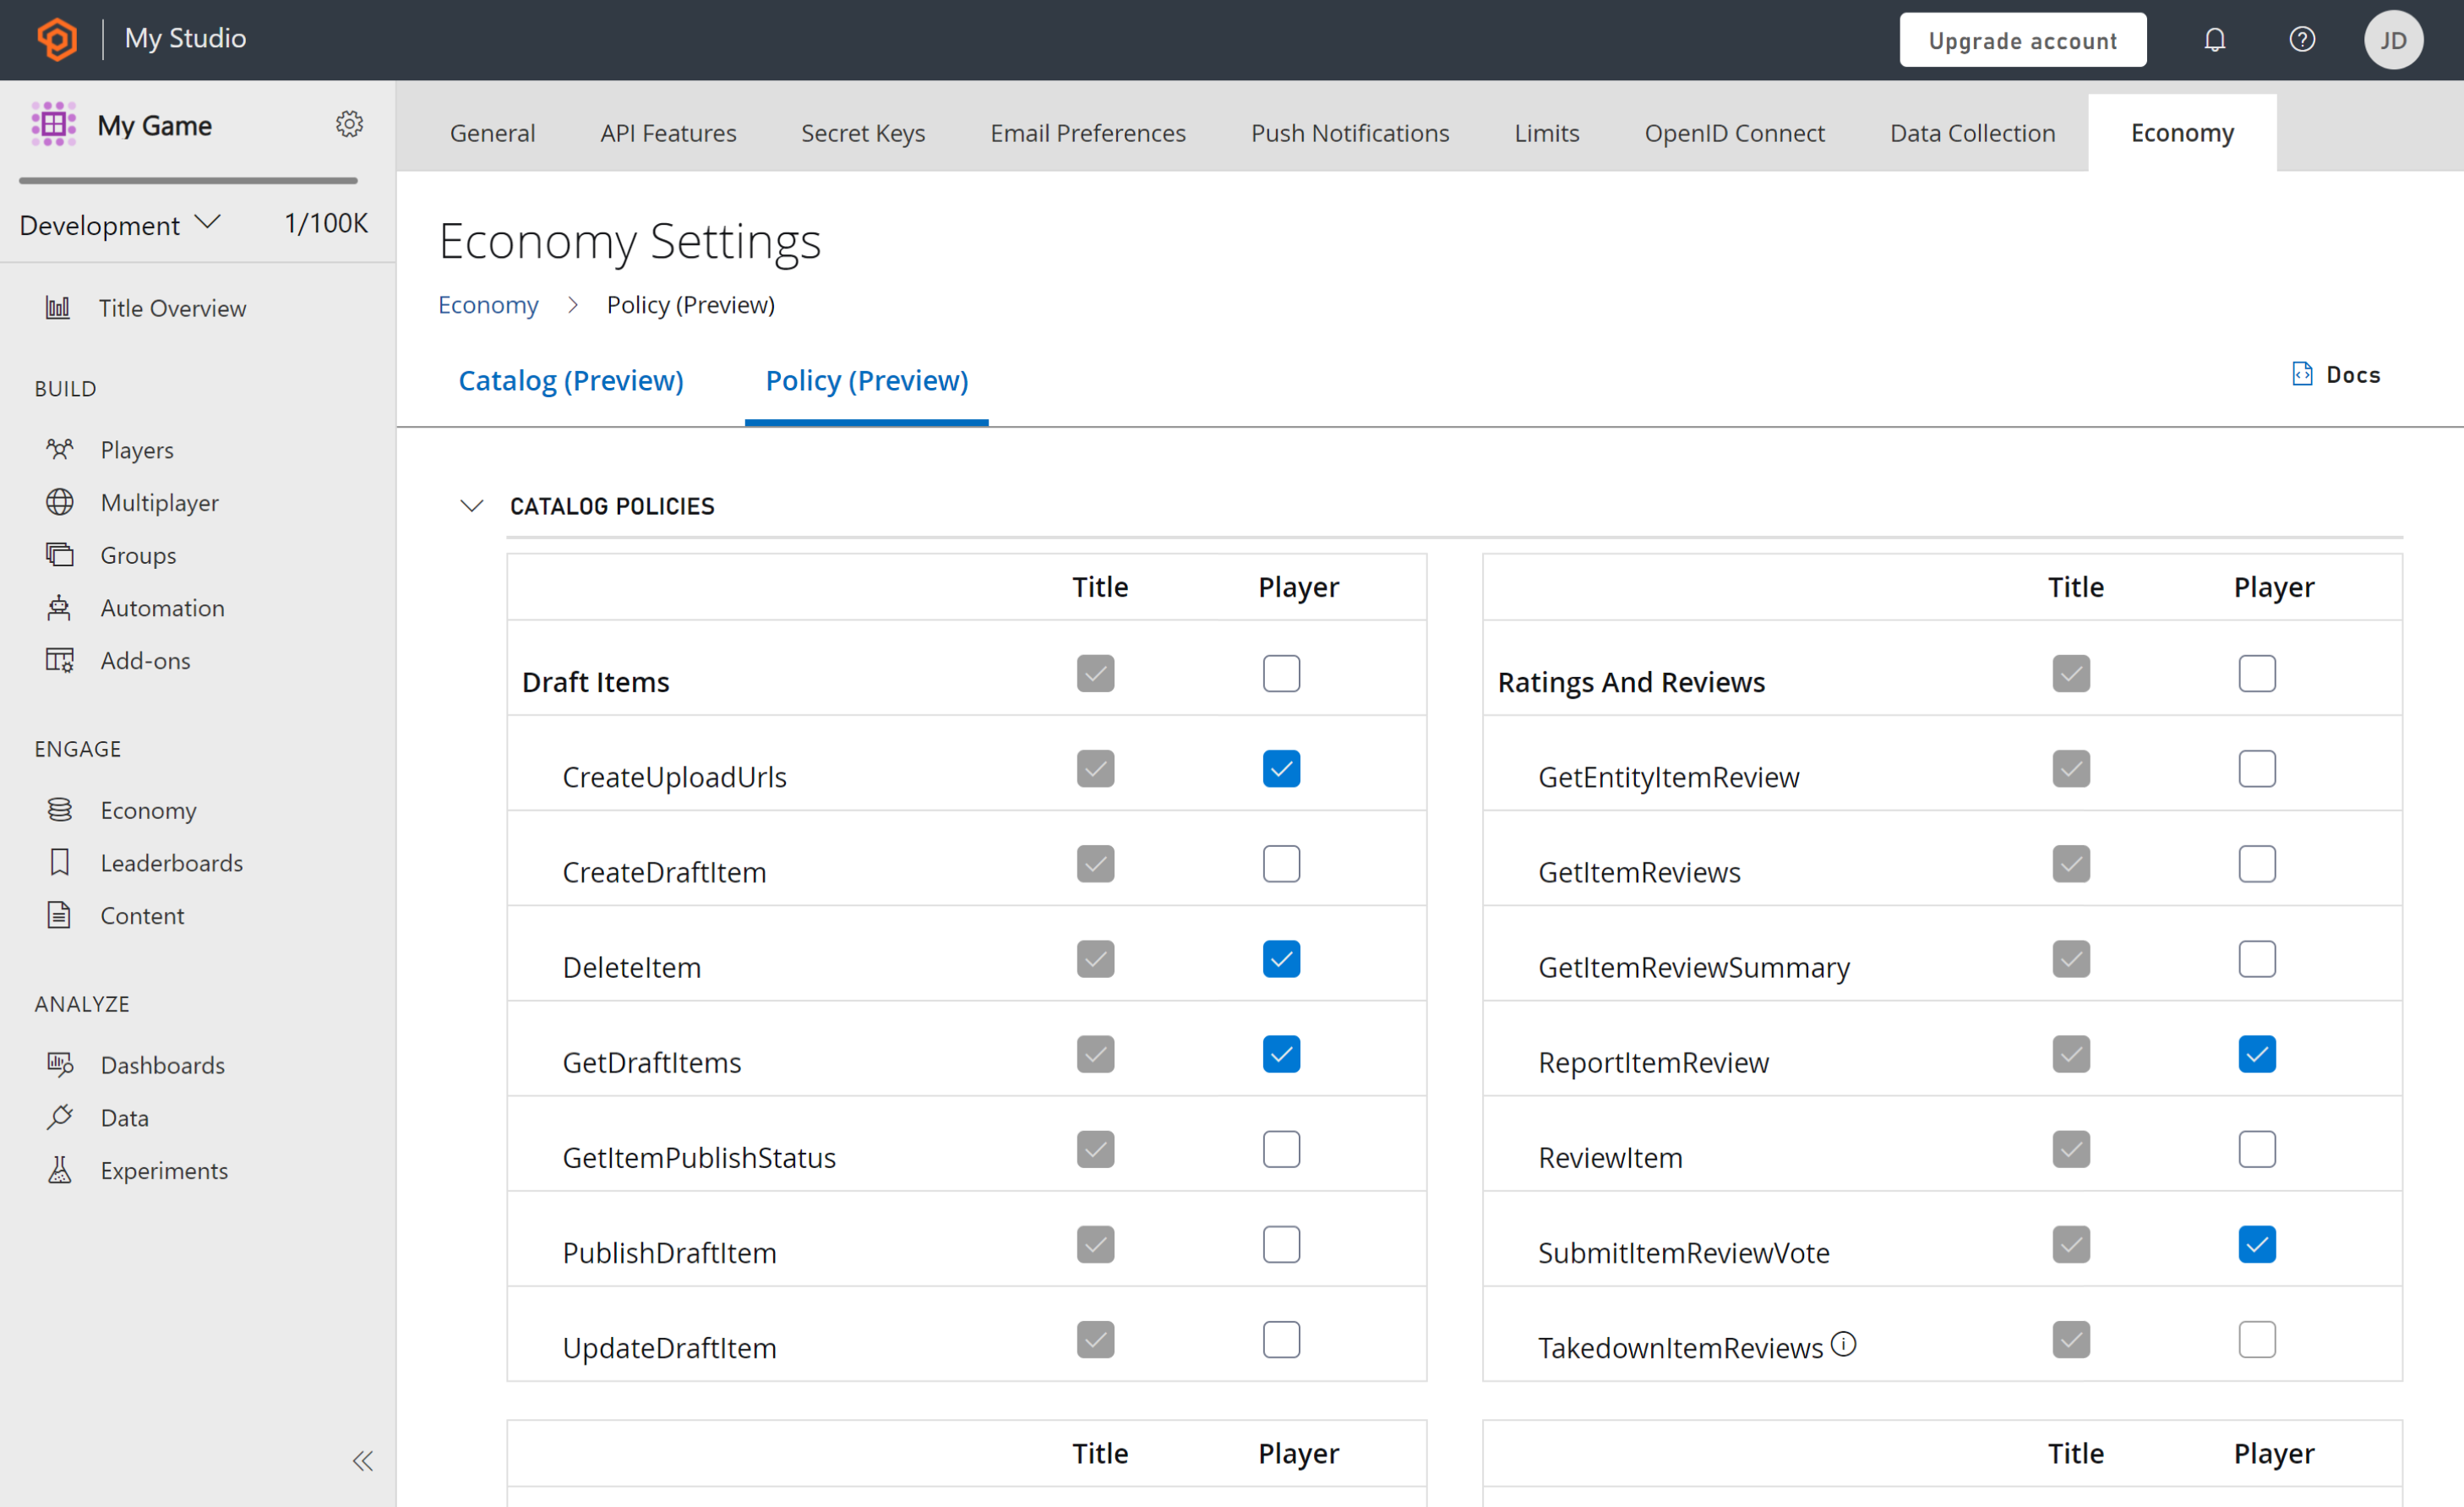 My Studio
Upgrade account
JD
My Game
Development
1/100K
Title Overview
BUILD
Players
Multiplayer
Groups
Automation
Add-ons
ENGAGE
Economy
Leaderboards
Content
ANALYZE
Dashboards
Data
Experiments
General
API Features
Secret Keys
Email Preferences
Push Notifications
Limits
OpenID Connect
Data Collection
Economy
Economy Settings
Economy > Policy (Preview)
Catalog (Preview)
Policy (Preview)
Docs
CATALOG POLICIES
Title Player
Draft Items
CreateUploadUrls
CreateDraftItem
DeleteItem
GetDraftItems
GetItemPublishStatus
PublishDraftItem
UpdateDraftItem
Title Player
Ratings And Reviews
GetEntityItemReview
GetItemReviews
GetItemReviewSummary
ReportItemReview
ReviewItem
SubmitItemReviewVote
TakedownItemReviews
Title Player
Title Player